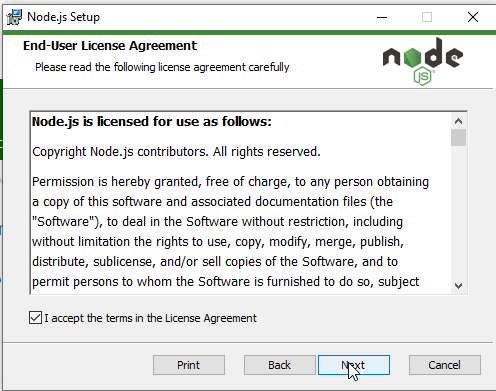 Node.js Setup
End-User License Agreement
Please read the following license agreement carefully
node
JS
Node.js is licensed for use as follows:
Copyright Node.js contributors. All rights reserved.
Permission is hereby granted, free of charge, to any person obtaining
a copy of this software and associated documentation files (the
"Software"), to deal in the Software without restriction, including
without limitation the rights to use, copy, modify, merge, publish,
distribute, sublicense, and/or sell copies of the Software, and to
permit persons to whom the Software is furnished to do so, subject
I accept the terms in the License Agreement
Print Back Next Cancel